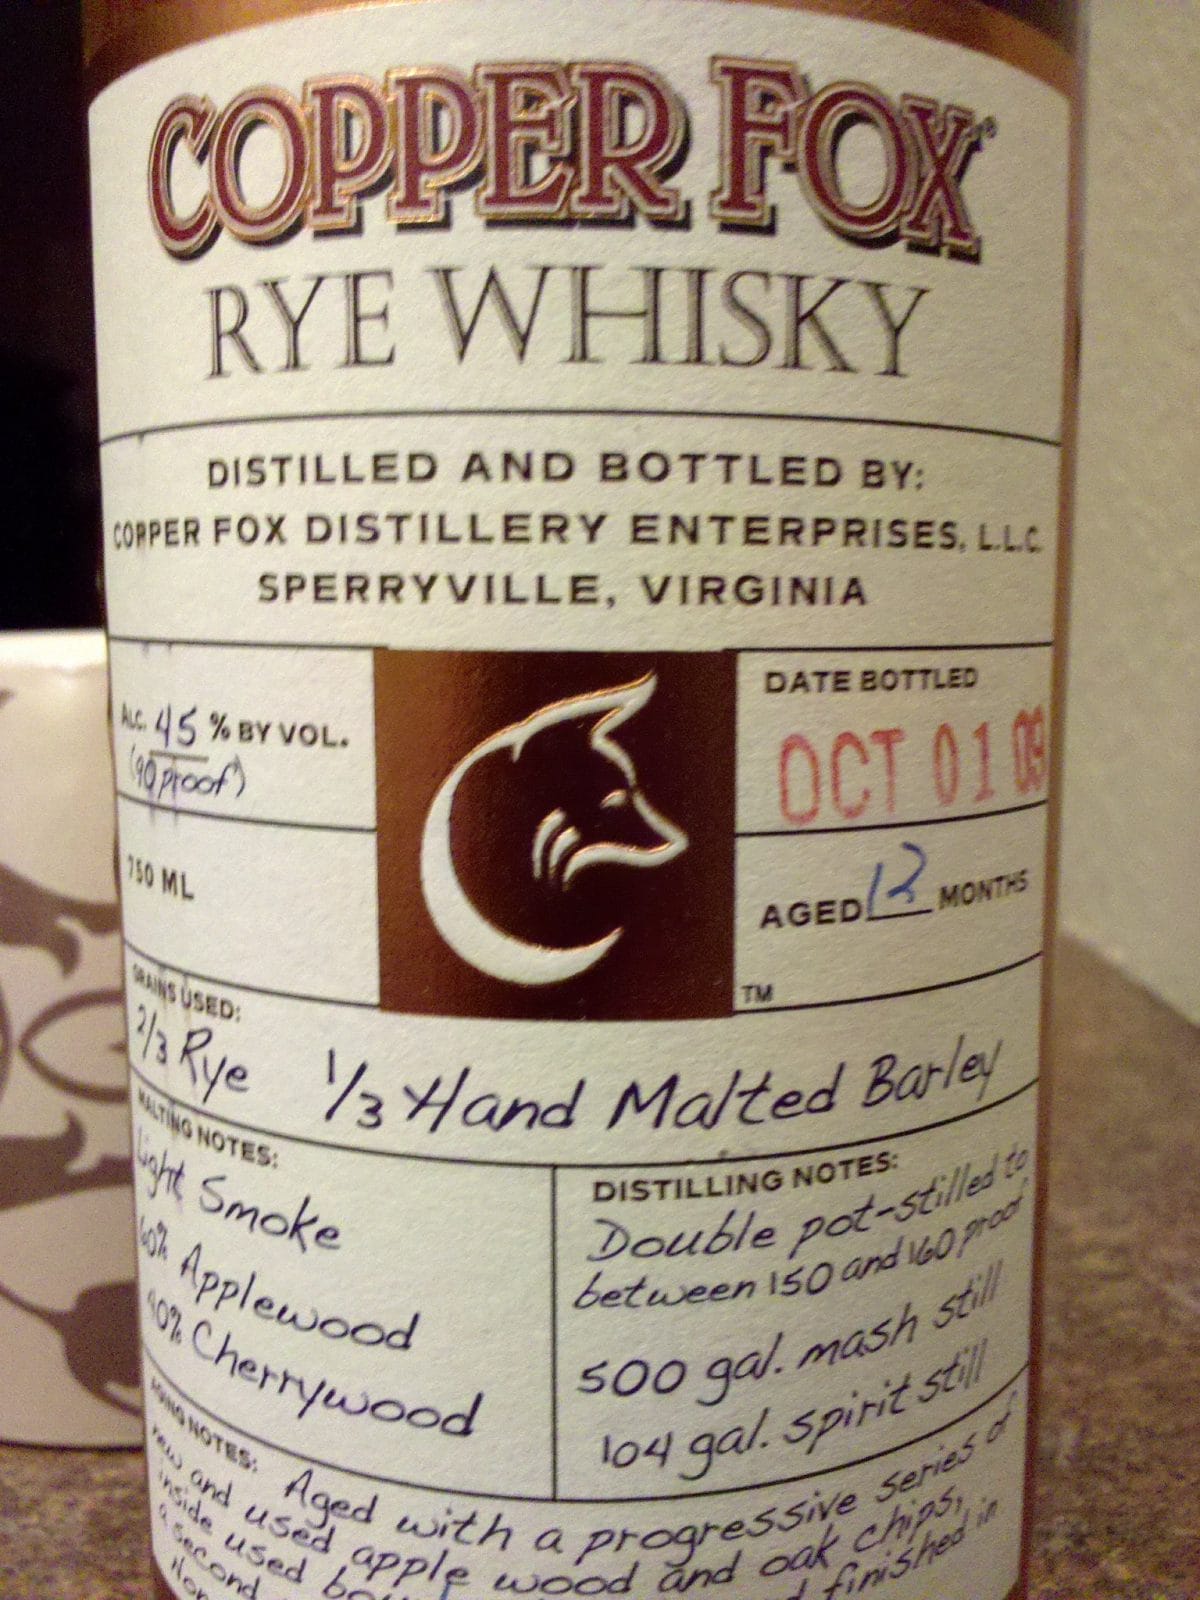 COPPER FOX®
RYE WHISKY
DISTILLED AND BOTTLED BY:
COPPER FOX DISTILLERY ENTERPRISES, L.L.C.
SPERRYVILLE, VIRGINIA
ALC. 45 % BY VOL.
(90 proof)
750 ML
DATE BOTTLED
OCT 01 09
AGED 12 MONTHS
TM
GRAINS USED:
2/3 Rye 1/3 Hand Malted Barley
MALTING NOTES:
Light Smoke
60% Applewood
40% Cherrywood
DISTILLING NOTES:
Double pot-stilled to
between 150 and 160 proof
500 gal. mash still
104 gal. spirit still
AGING NOTES: Aged with a progressive series of
new and used apple wood and oak chips,
inside used finished in
a second